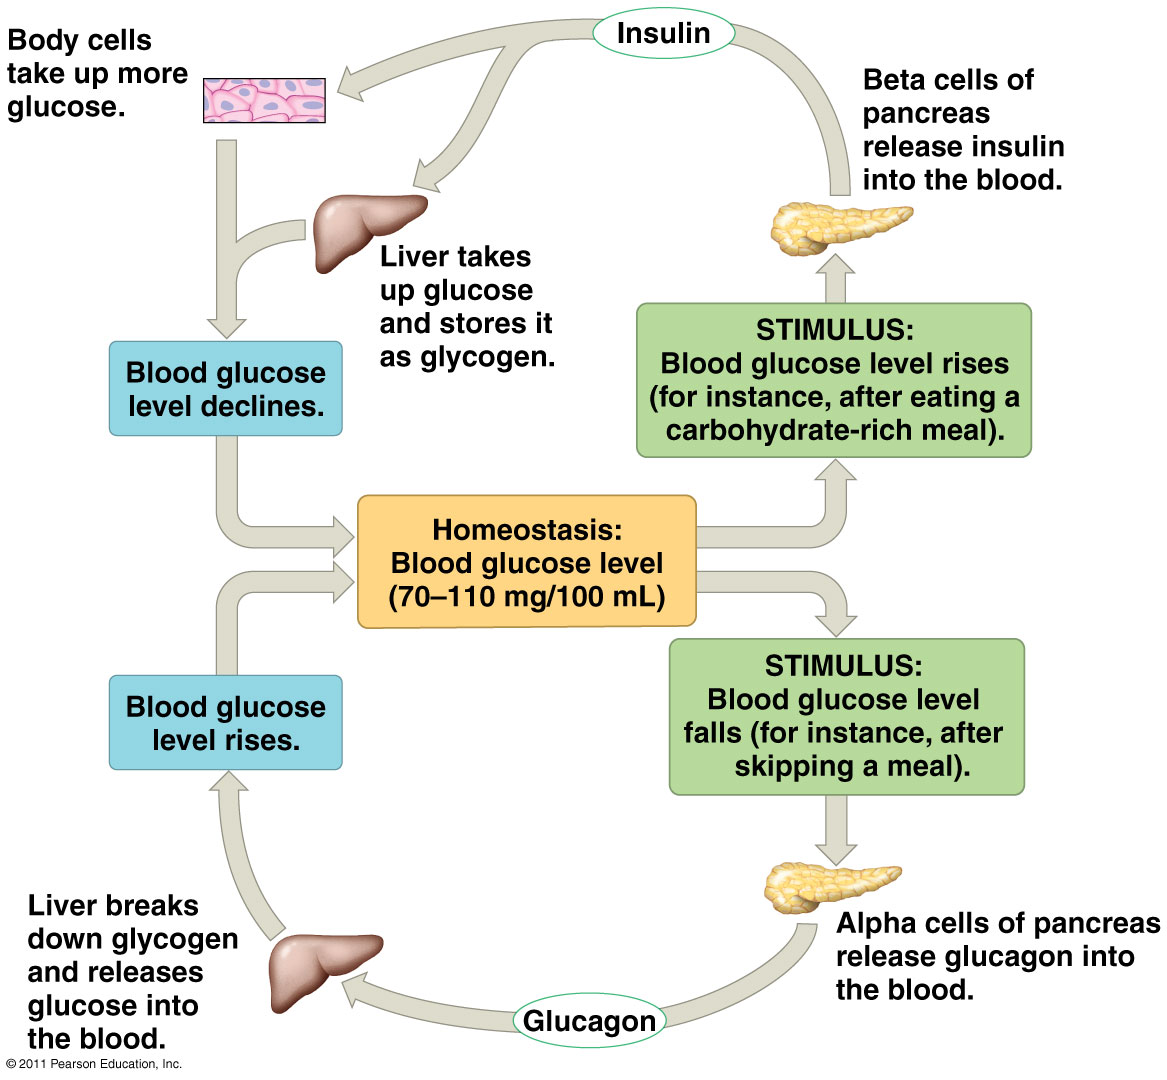 Insulin
Body cells
take up more
glucose.
Beta cells of
pancreas
release insulin
into the blood.
Liver takes
up glucose
and stores it
as glycogen.
STIMULUS:
Blood glucose level rises
(for instance, after eating a
carbohydrate-rich meal).
Blood glucose
level declines.
Homeostasis:
Blood glucose level
(70–110 mg/100 mL)
STIMULUS:
Blood glucose level
falls (for instance, after
skipping a meal).
Blood glucose
level rises.
Alpha cells of pancreas
release glucagon into
the blood.
Liver breaks
down glycogen
and releases
glucose into
the blood.
Glucagon
© 2011 Pearson Education, Inc.